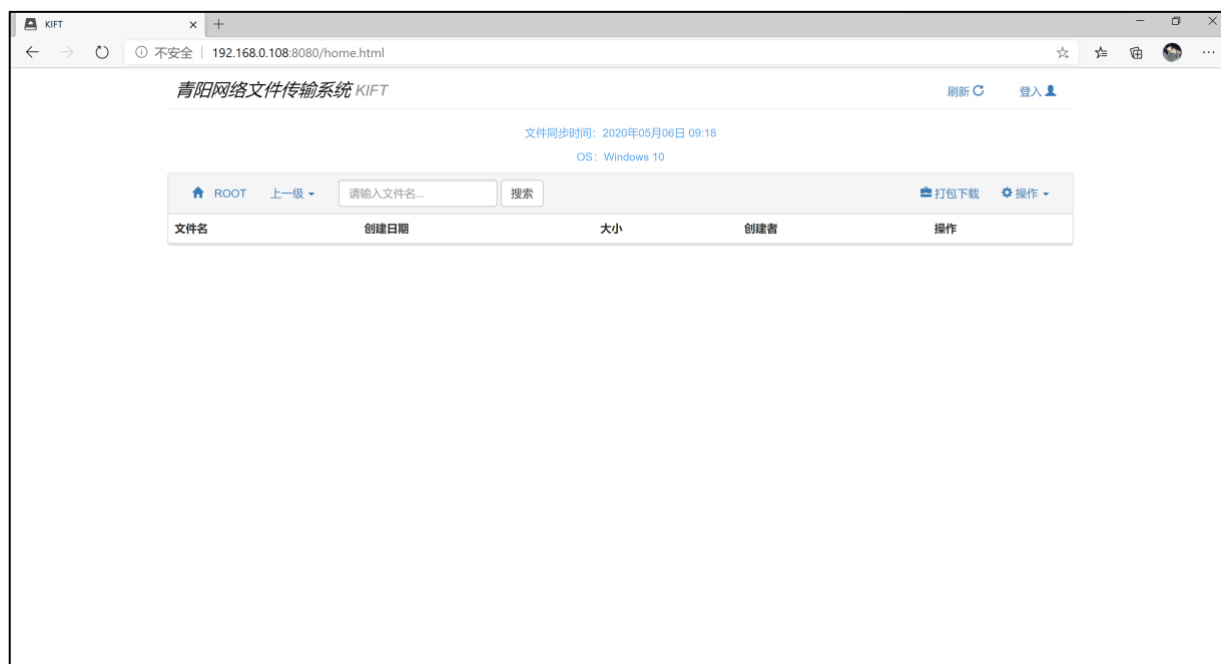 KIFT
不安全 192.168.0.108:8080/home.html
青阳网络文件传输系统 KIFT 刷新 登入
文件同步时间：2020年05月06日 09:18
OS：Windows 10
ROOT 上一级 请输入文件名... 搜索 打包下载 操作
文件名 创建日期 大小 创建者 操作